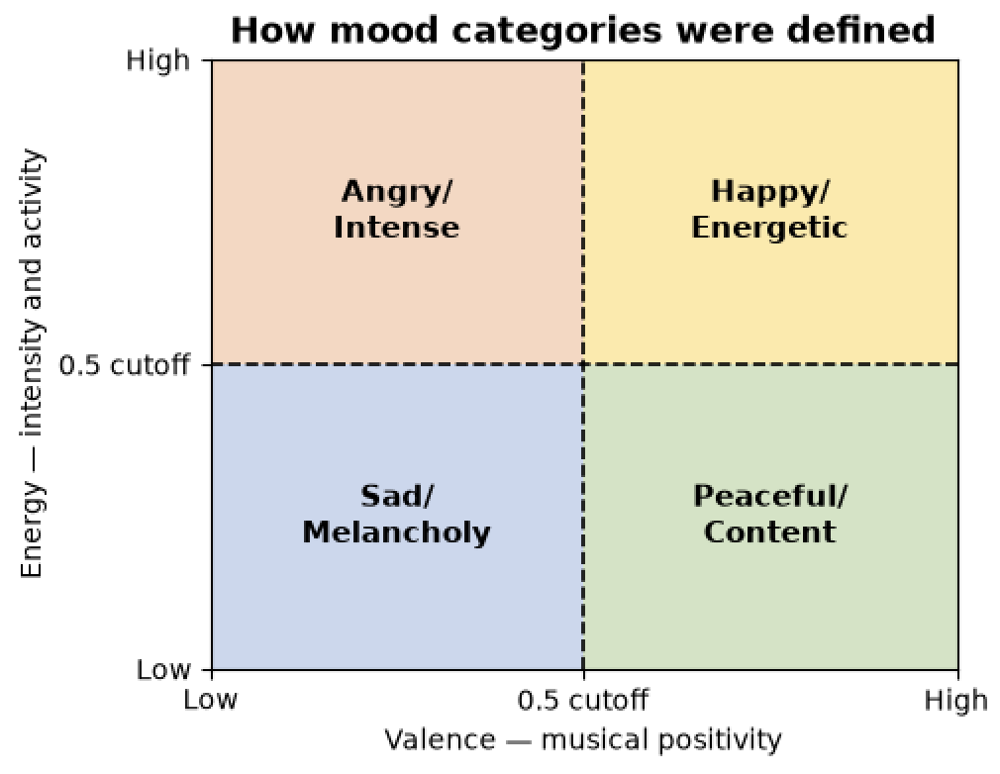 How mood categories were defined
High
Energy — intensity and activity
Angry/
Intense
Happy/
Energetic
0.5 cutoff
Sad/
Melancholy
Peaceful/
Content
Low
Low
0.5 cutoff
High
Valence — musical positivity